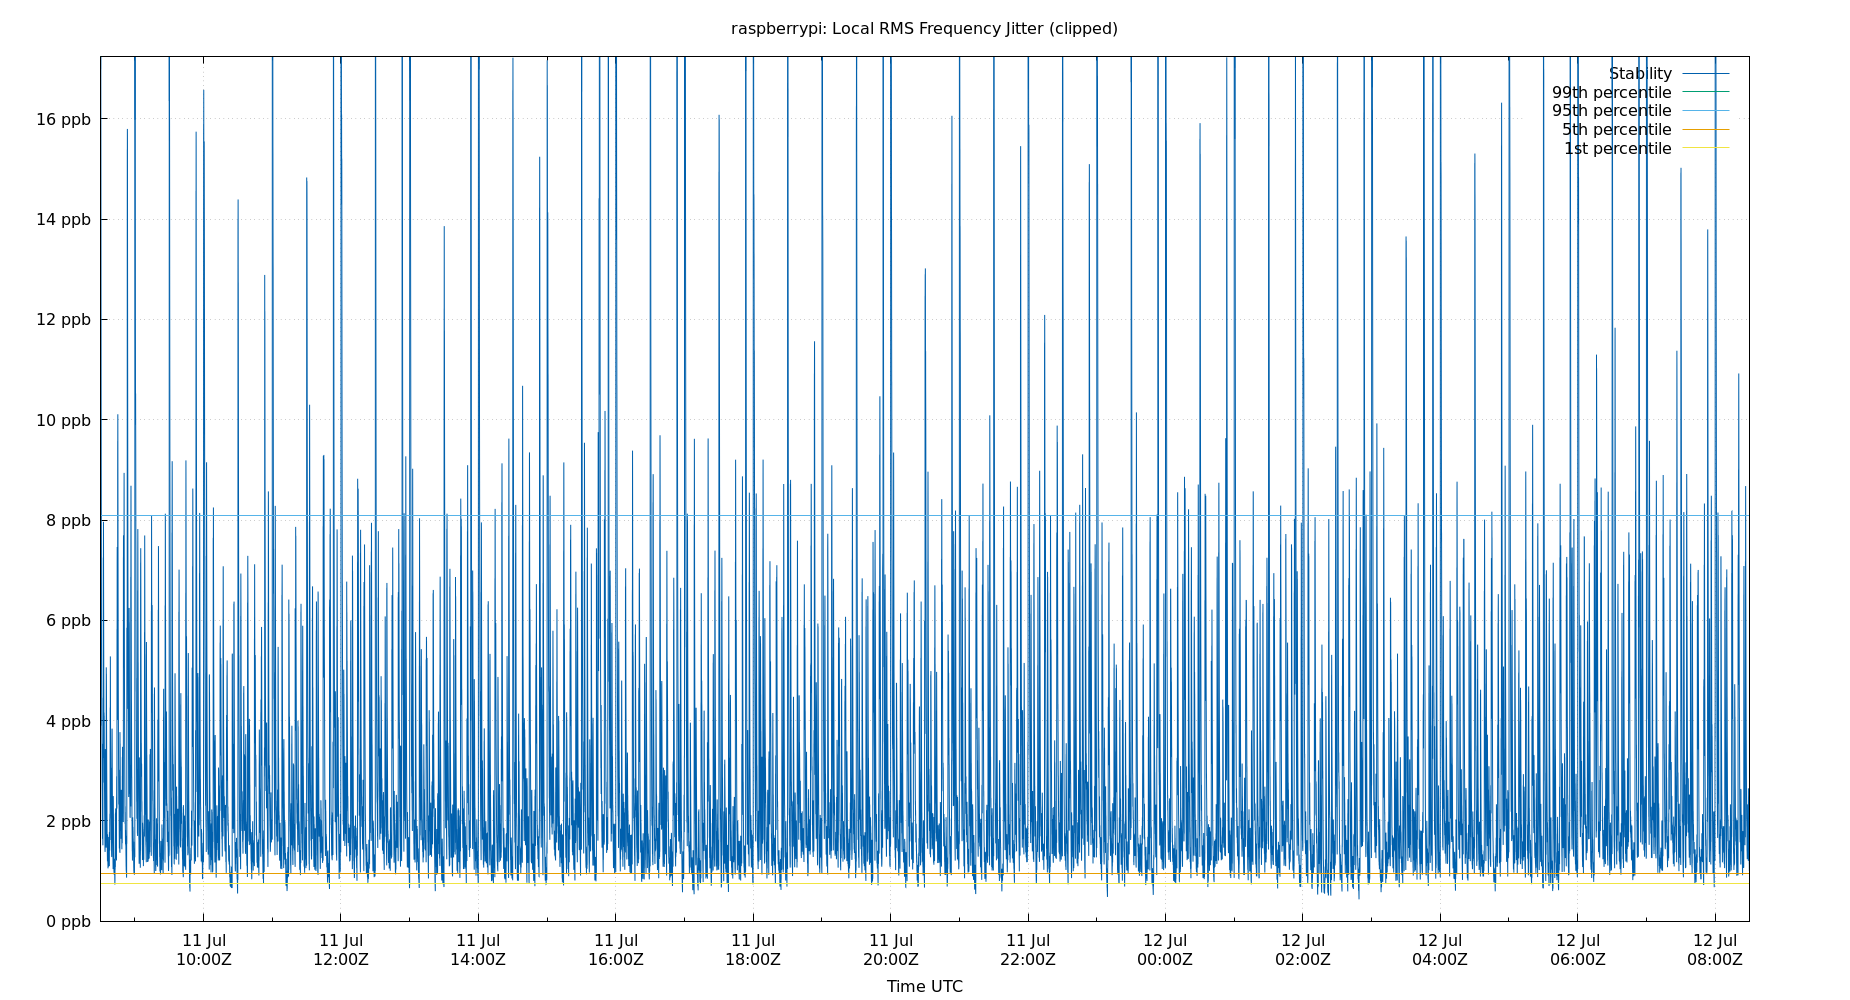 raspberrypi: Local RMS Frequency Jitter (clipped)
Stability
99th percentile
95th percentile
5th percentile
1st percentile
16 ppb
14 ppb
12 ppb
10 ppb
8 ppb
6 ppb
4 ppb
2 ppb
0 ppb
11 Jul 11 Jul 11 Jul 11 Jul 11 Jul 11 Jul 11 Jul 12 Jul 12 Jul 12 Jul 12 Jul 12 Jul
10:00Z 12:00Z 14:00Z 16:00Z 18:00Z 20:00Z 22:00Z 00:00Z 02:00Z 04:00Z 06:00Z 08:00Z
Time UTC